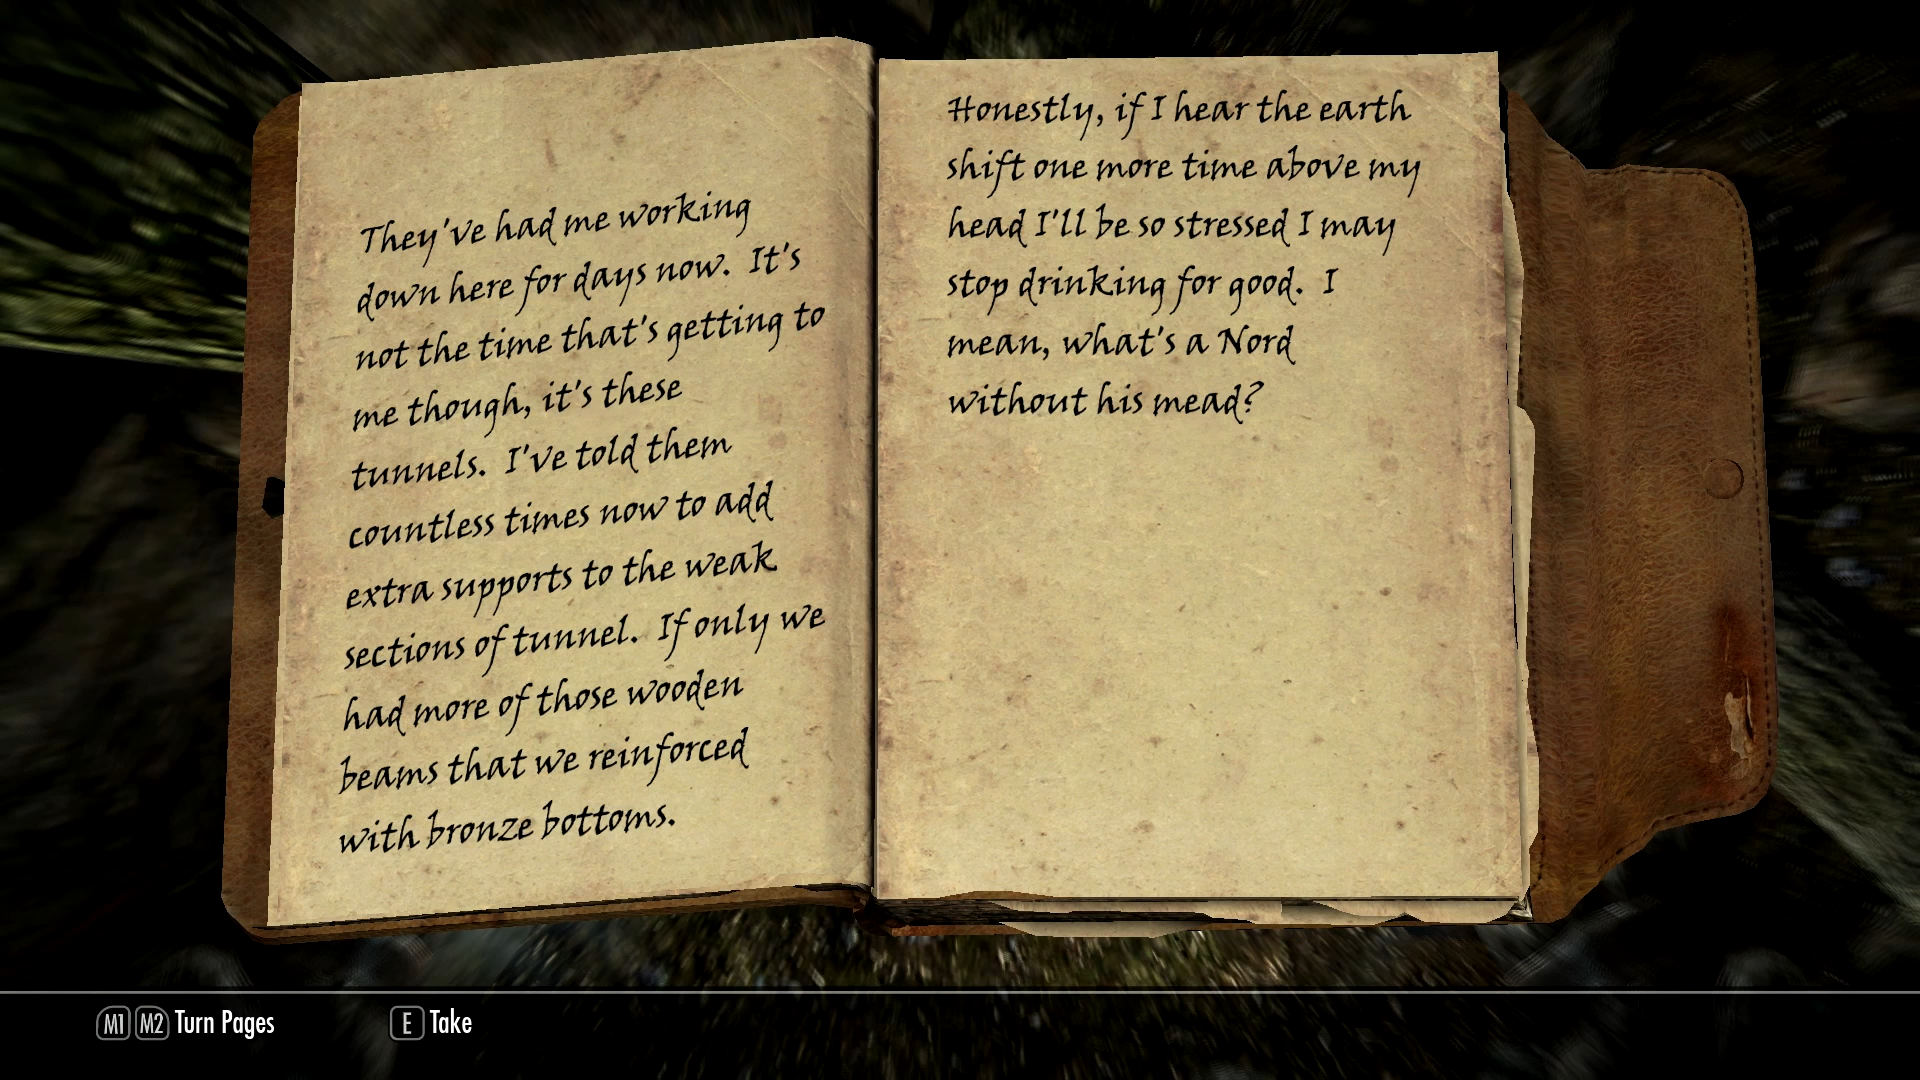 They've had me working
down here for days now.  It's
not the time that's getting to
me though, it's these
tunnels.  I've told them
countless times now to add
extra supports to the weak
sections of tunnel.  If only we
had more of those wooden
beams that we reinforced
with bronze bottoms.
Honestly, if I hear the earth
shift one more time above my
head I'll be so stressed I may
stop drinking for good.  I
mean, what's a Nord
without his mead?
M1 M2 Turn Pages
E Take